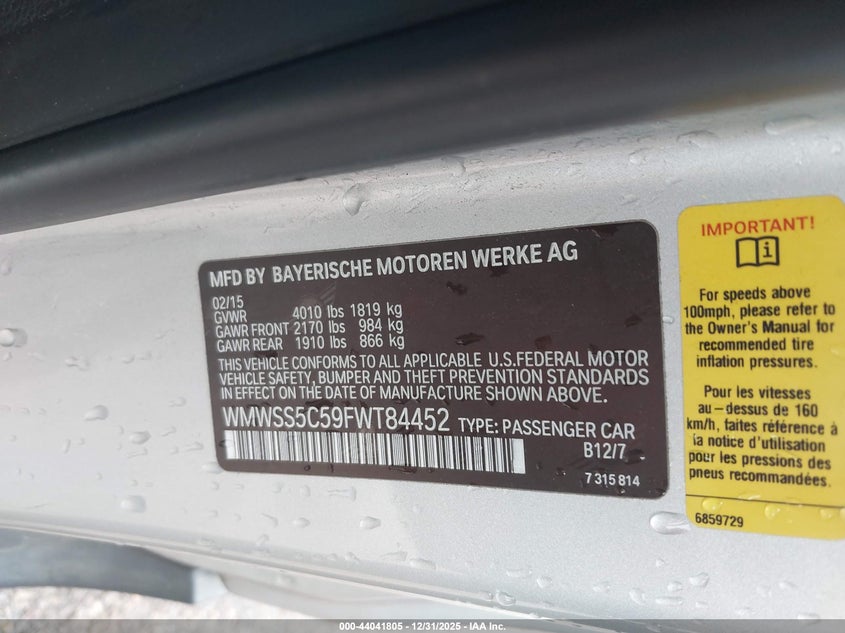 MFD BY BAYERISCHE MOTOREN WERKE AG
02/15
GVWR 4010 lbs 1819 kg
GAWR FRONT 2170 lbs 984 kg
GAWR REAR 1910 lbs 866 kg
THIS VEHICLE CONFORMS TO ALL APPLICABLE U.S.FEDERAL MOTOR
VEHICLE SAFETY, BUMPER AND THEFT PREVENTION STANDARDS
IN EFFECT ON THE DATE OF MANUFACTURE SHOWN ABOVE.
WMWSS5C59FWT84452 TYPE: PASSENGER CAR
B12/7
7 315 814
IMPORTANT!
i
For speeds above
100mph, please refer to
the Owner's Manual for
recommended tire
inflation pressures.
Pour les vitesses
au-dessus de 160
km/h, faites référence à
la notice d'utilisation
pour les pressions des
pneus recommandées.
6859729
000-44041805 - 12/31/2025 - IAA Inc.